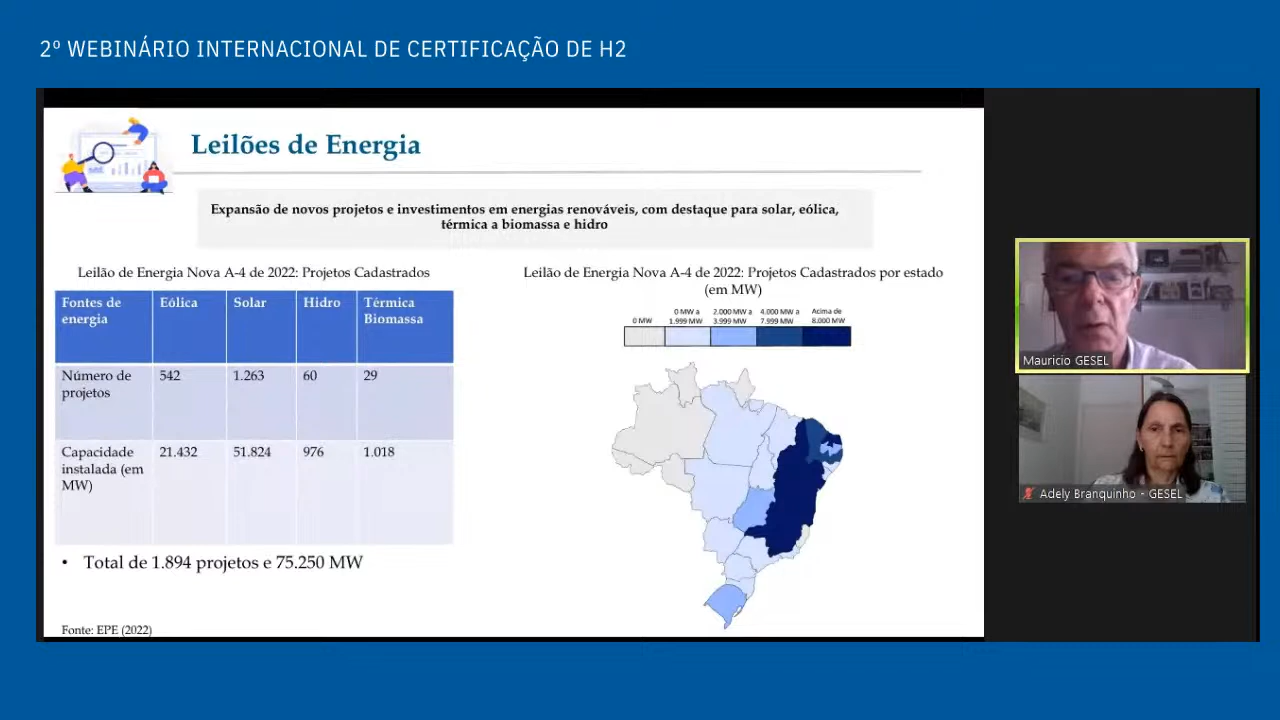 2º WEBINÁRIO INTERNACIONAL DE CERTIFICAÇÃO DE H2
Leilões de Energia
Expansão de novos projetos e investimentos em energias renováveis, com destaque para solar, eólica,
térmica a biomassa e hidro
Leilão de Energia Nova A-4 de 2022: Projetos Cadastrados
Fontes de energia Eólica Solar Hidro Térmica Biomassa
Número de projetos 542 1.263 60 29
Capacidade instalada (em MW) 21.432 51.824 976 1.018
• Total de 1.894 projetos e 75.250 MW
Fonte: EPE (2022)
Leilão de Energia Nova A-4 de 2022: Projetos Cadastrados por estado
(em MW)
0 MW
0 MW a
1.999 MW
2.000 MW a
3.999 MW
4.000 MW a
7.999 MW
Acima de
8.000 MW
Mauricio GESEL
Adely Branquinho - GESEL